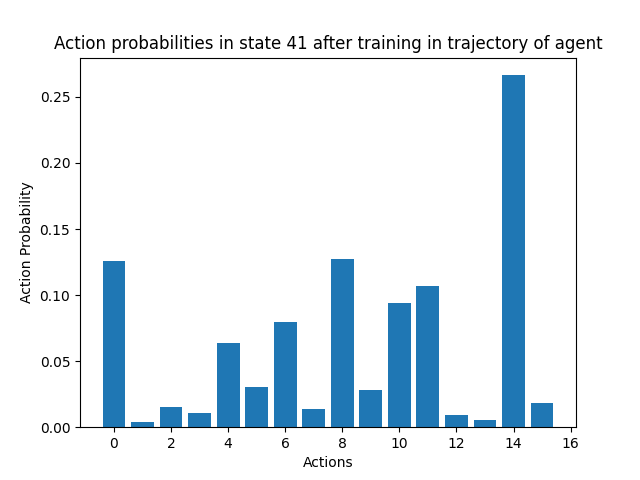 Action probabilities in state 41 after training in trajectory of agent
0.25
0.20
0.15
0.10
0.05
0.00
Action Probability
0 2 4 6 8 10 12 14 16
Actions